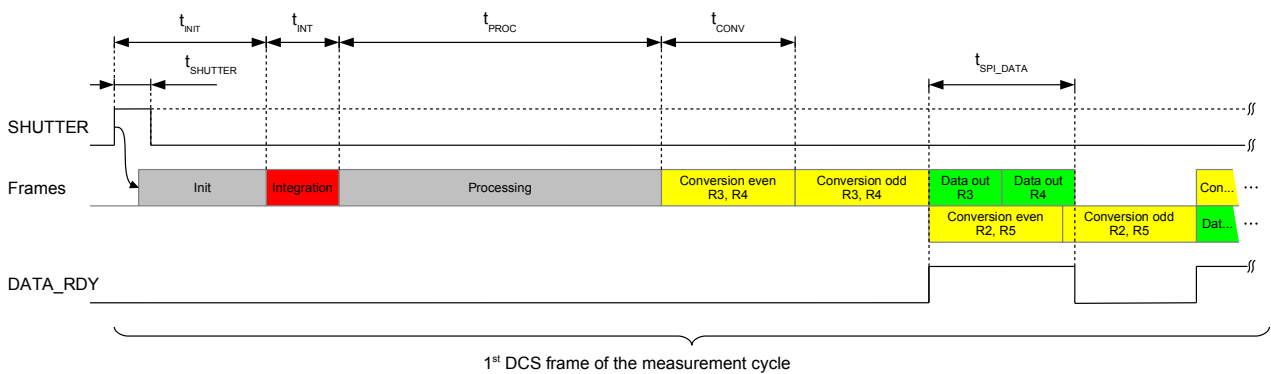 tINIT tINT tPROC tCONV
tSHUTTER tSPI_DATA
SHUTTER
Frames Init Integration Processing Conversion even R3, R4 Conversion odd R3, R4 Data out R3 Data out R4 Con... ...
Conversion even R2, R5 Conversion odd R2, R5 Dat... ...
DATA_RDY
1st DCS frame of the measurement cycle